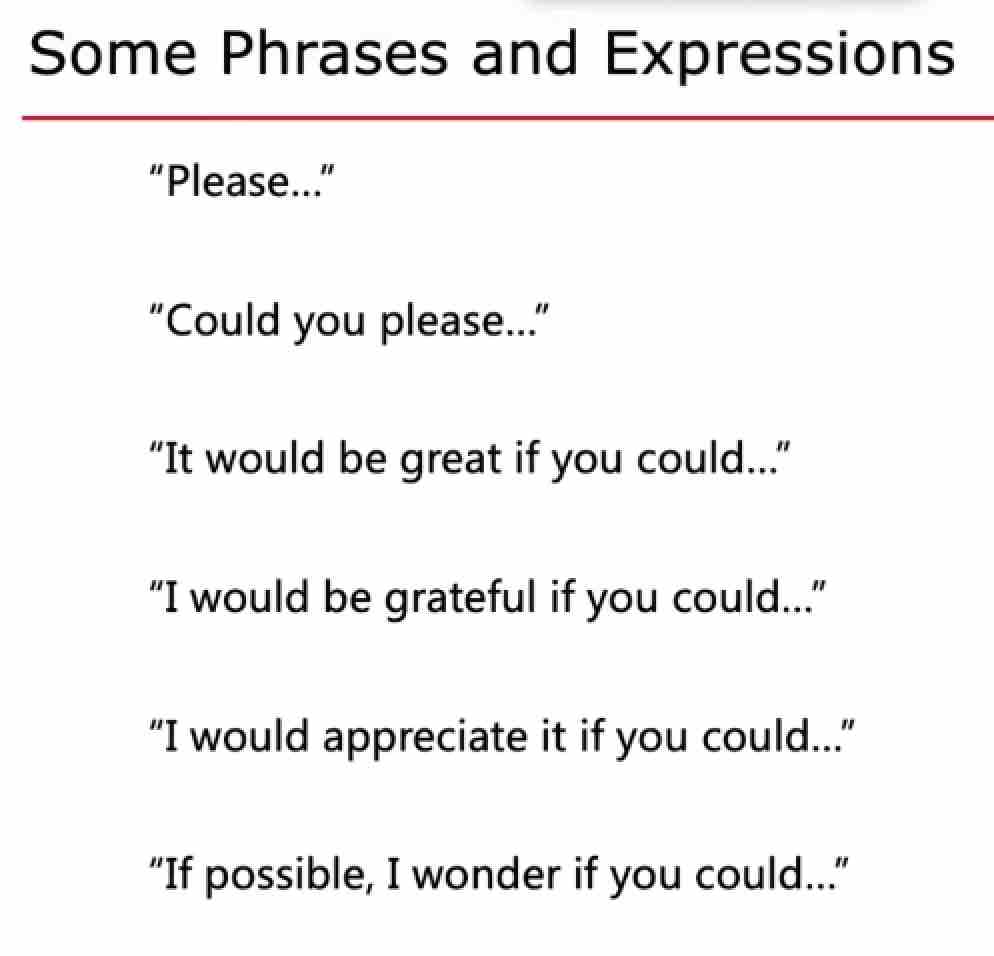 Some Phrases and Expressions
“Please...”
“Could you please...”
“It would be great if you could...”
“I would be grateful if you could...”
“I would appreciate it if you could...”
“If possible, I wonder if you could...”